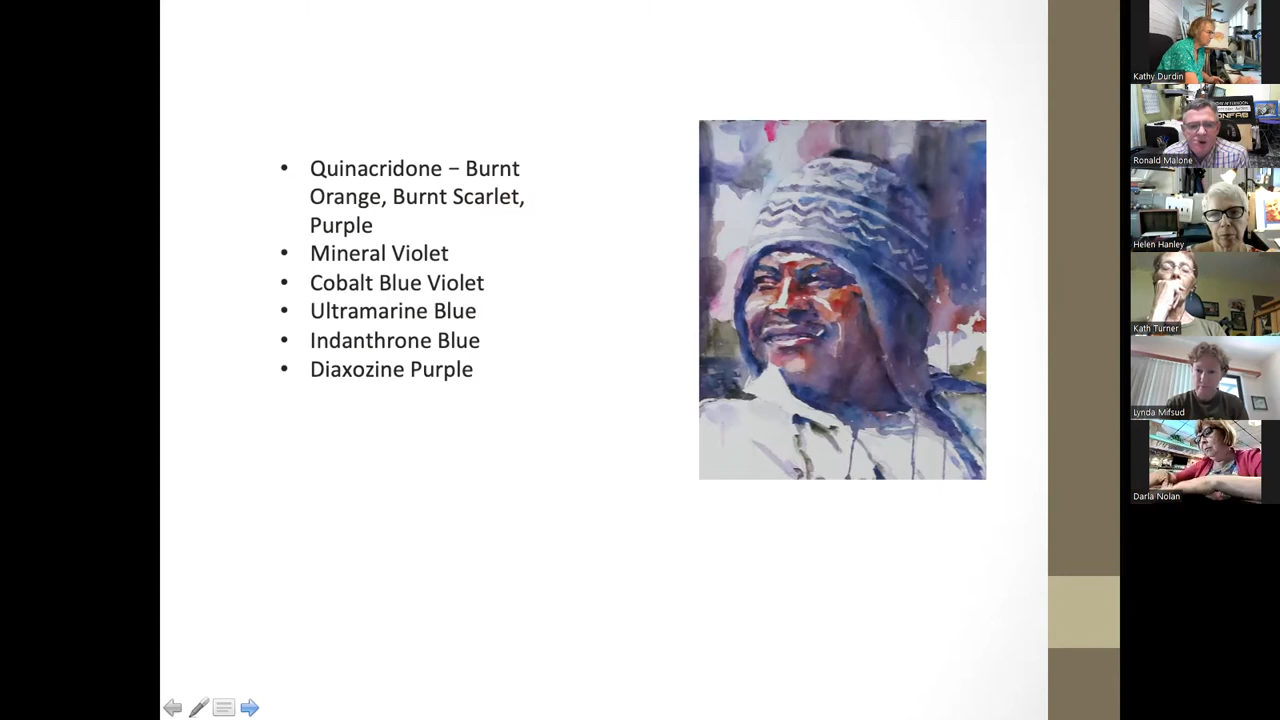 • Quinacridone – Burnt
Orange, Burnt Scarlet,
Purple
• Mineral Violet
• Cobalt Blue Violet
• Ultramarine Blue
• Indanthrone Blue
• Diaxozine Purple
Kathy Durdin
Ronald Malone
Helen Hanley
Kath Turner
Lynda Mifsud
Darla Nolan